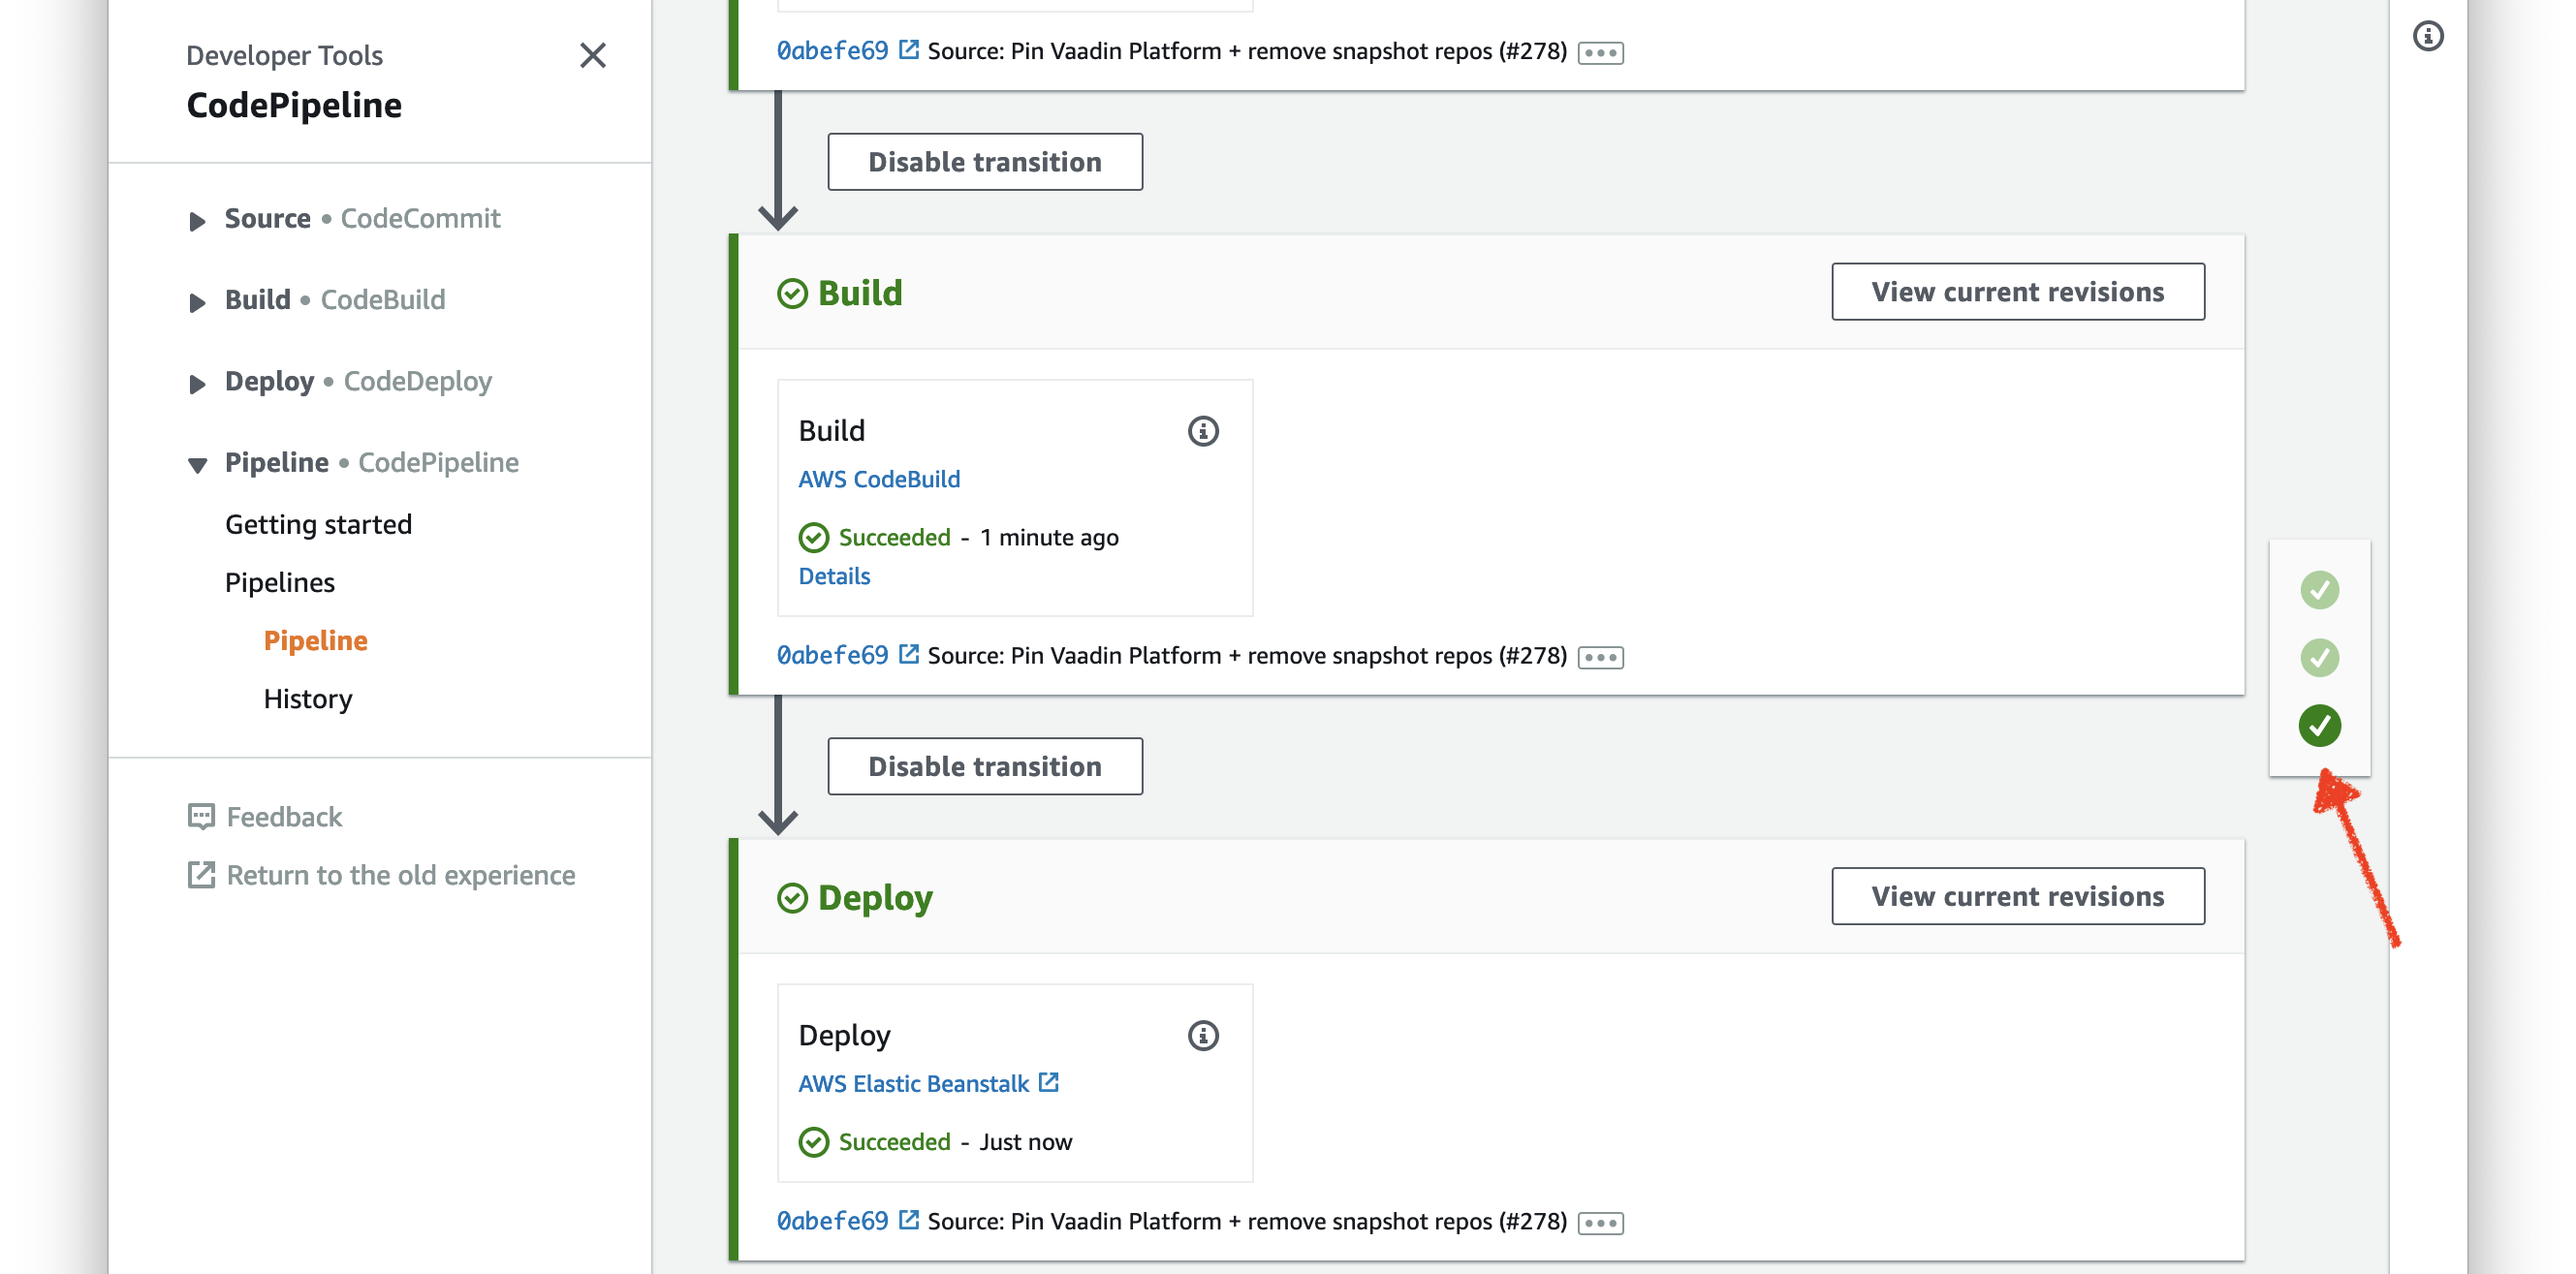 Developer Tools
CodePipeline
Source • CodeCommit
Build • CodeBuild
Deploy • CodeDeploy
Pipeline • CodePipeline
Getting started
Pipelines
Pipeline
History
Feedback
Return to the old experience
0abefe69 Source: Pin Vaadin Platform + remove snapshot repos (#278)
Disable transition
Build
View current revisions
Build
AWS CodeBuild
Succeeded - 1 minute ago
Details
0abefe69 Source: Pin Vaadin Platform + remove snapshot repos (#278)
Disable transition
Deploy
View current revisions
Deploy
AWS Elastic Beanstalk
Succeeded - Just now
0abefe69 Source: Pin Vaadin Platform + remove snapshot repos (#278)